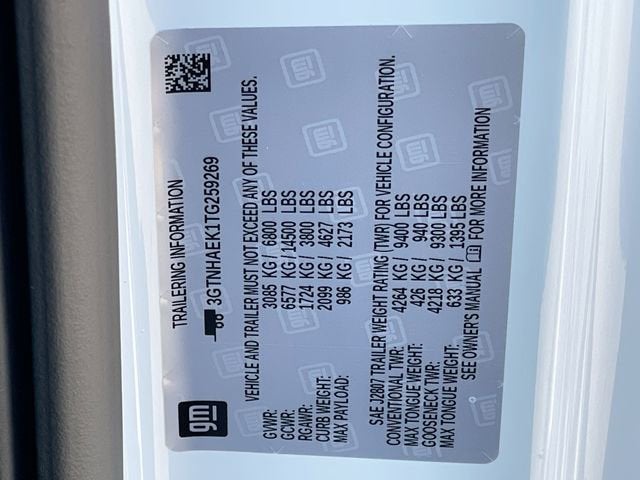 gm
TRAILERING INFORMATION
3GTNHAEK1TG259269
VEHICLE AND TRAILER MUST NOT EXCEED ANY OF THESE VALUES.
GVWR: 3085 KG / 6800 LBS
GCWR: 6577 KG / 14500 LBS
RGAWR: 1724 KG / 3800 LBS
CURB WEIGHT: 2099 KG / 4627 LBS
MAX PAYLOAD: 986 KG / 2173 LBS
SAE J2807 TRAILER WEIGHT RATING (TWR) FOR VEHICLE CONFIGURATION.
CONVENTIONAL TWR: 4264 KG / 9400 LBS
MAX TONGUE WEIGHT: 426 KG / 940 LBS
GOOSENECK TWR: 4218 KG / 9300 LBS
MAX TONGUE WEIGHT: 633 KG / 1395 LBS
SEE OWNER'S MANUAL FOR MORE INFORMATION